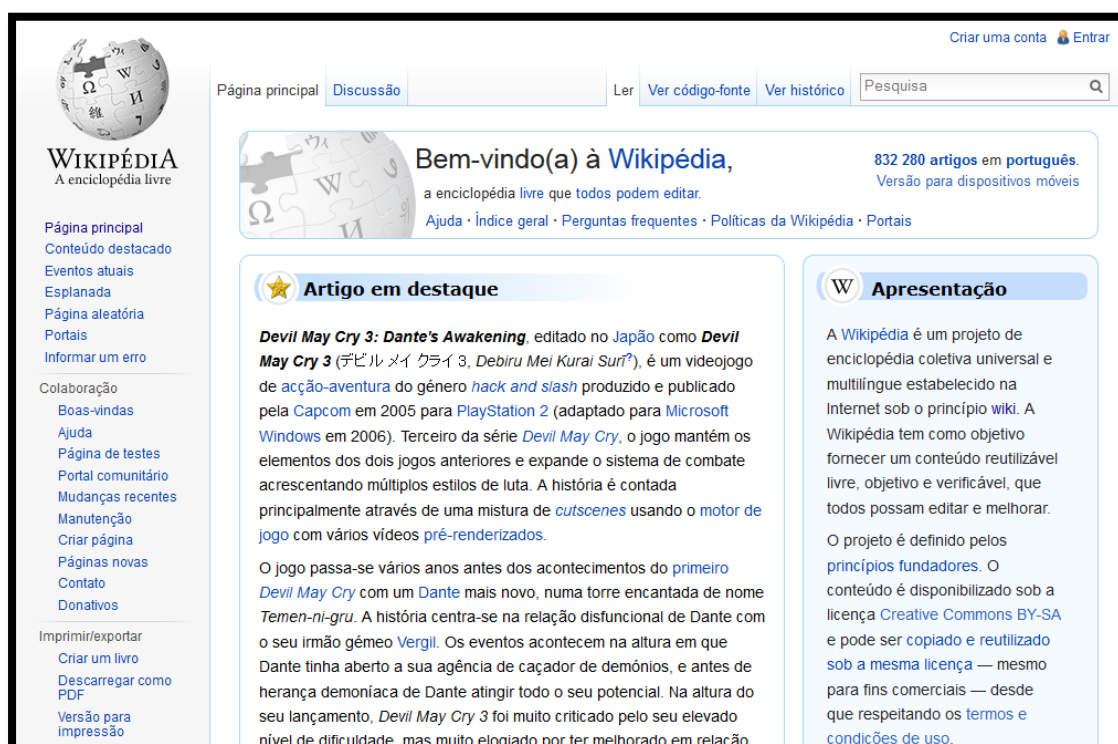 Criar uma conta Entrar
Página principal Discussão Ler Ver código-fonte Ver histórico Pesquisa
WIKIPÉDIA
A enciclopédia livre
Página principal
Conteúdo destacado
Eventos atuais
Esplanada
Página aleatória
Portais
Informar um erro
Colaboração
Boas-vindas
Ajuda
Página de testes
Portal comunitário
Mudanças recentes
Manutenção
Criar página
Páginas novas
Contato
Donativos
Imprimir/exportar
Criar um livro
Descarregar como
PDF
Versão para
impressão
Bem-vindo(a) à Wikipédia,
a enciclopédia livre que todos podem editar.
832 280 artigos em português.
Versão para dispositivos móveis
Ajuda · Índice geral · Perguntas frequentes · Políticas da Wikipédia · Portais
Artigo em destaque
Devil May Cry 3: Dante's Awakening, editado no Japão como Devil
May Cry 3 (デビル メイ クライ 3, Debiru Mei Kurai Surī?), é um videojogo
de acção-aventura do género hack and slash produzido e publicado
pela Capcom em 2005 para PlayStation 2 (adaptado para Microsoft
Windows em 2006). Terceiro da série Devil May Cry, o jogo mantém os
elementos dos dois jogos anteriores e expande o sistema de combate
acrescentando múltiplos estilos de luta. A história é contada
principalmente através de uma mistura de cutscenes usando o motor de
jogo com vários vídeos pré-renderizados.
O jogo passa-se vários anos antes dos acontecimentos do primeiro
Devil May Cry com um Dante mais novo, numa torre encantada de nome
Temen-ni-gru. A história centra-se na relação disfuncional de Dante com
o seu irmão gémeo Vergil. Os eventos acontecem na altura em que
Dante tinha aberto a sua agência de caçador de demónios, e antes de
herança demoníaca de Dante atingir todo o seu potencial. Na altura do
seu lançamento, Devil May Cry 3 foi muito criticado pelo seu elevado
nível de dificuldade, mas muito elogiado por ter melhorado em relação
Apresentação
A Wikipédia é um projeto de
enciclopédia coletiva universal e
multilíngue estabelecido na
Internet sob o princípio wiki. A
Wikipédia tem como objetivo
fornecer um conteúdo reutilizável
livre, objetivo e verificável, que
todos possam editar e melhorar.
O projeto é definido pelos
princípios fundadores. O
conteúdo é disponibilizado sob a
licença Creative Commons BY-SA
e pode ser copiado e reutilizado
sob a mesma licença — mesmo
para fins comerciais — desde
que respeitando os termos e
condições de uso.